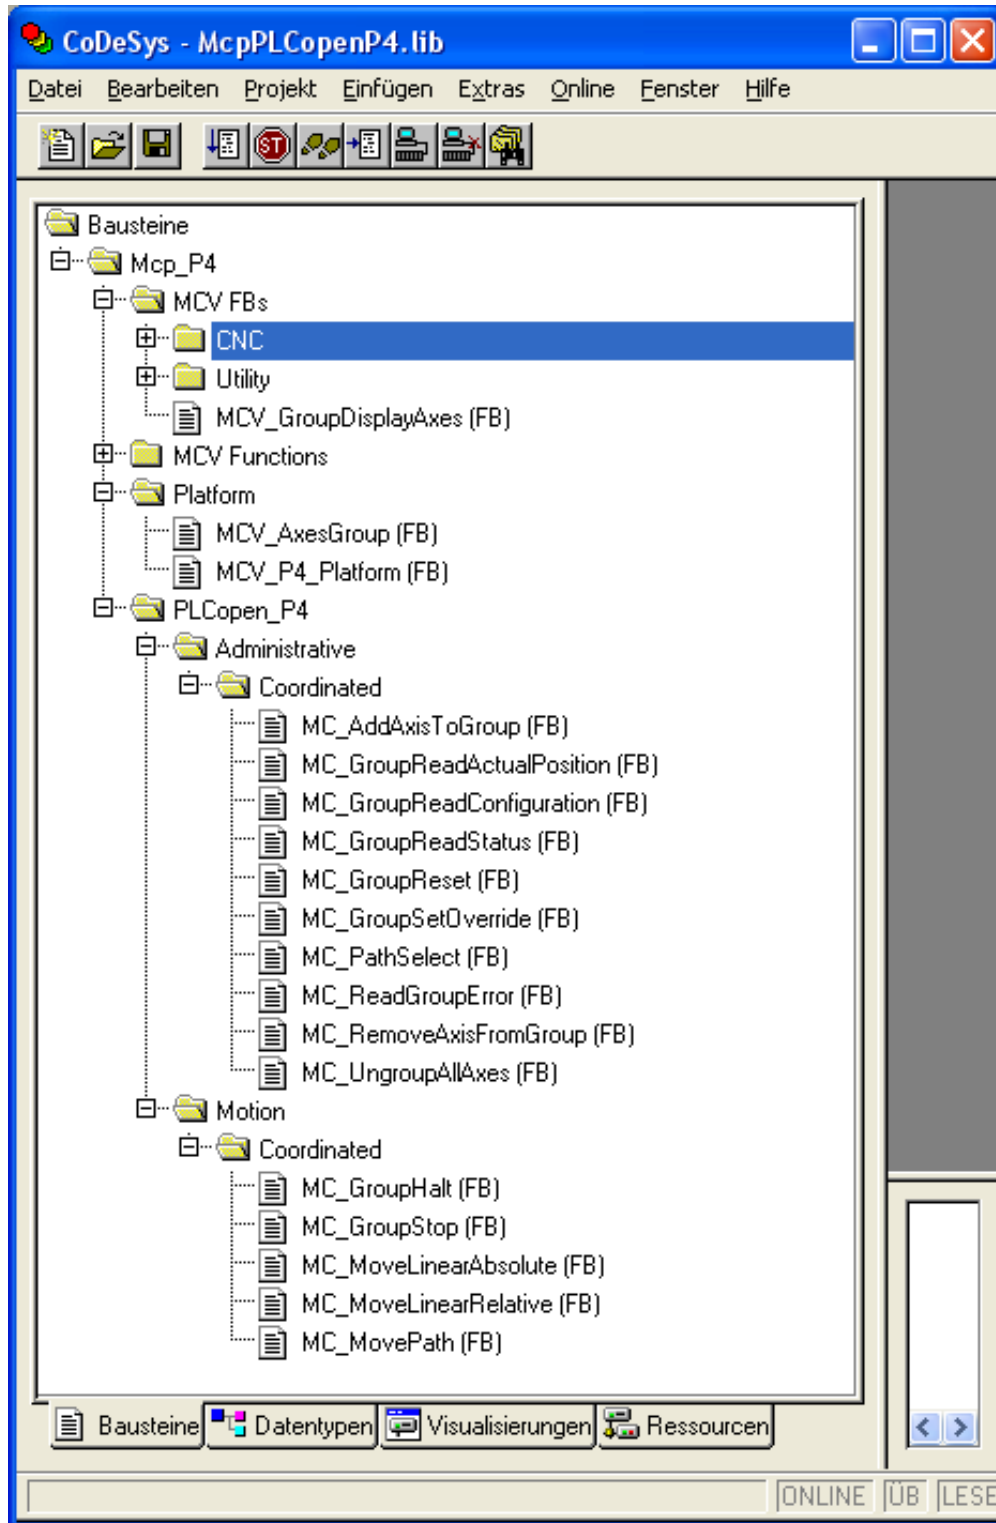 CoDeSys - McpPLCopenP4.lib
Datei Bearbeiten Projekt Einfügen Extras Online Fenster Hilfe
ST
Bausteine
Mcp_P4
MCV FBs
CNC
Utility
MCV_GroupDisplayAxes (FB)
MCV Functions
Platform
MCV_AxesGroup (FB)
MCV_P4_Platform (FB)
PLCopen_P4
Administrative
Coordinated
MC_AddAxisToGroup (FB)
MC_GroupReadActualPosition (FB)
MC_GroupReadConfiguration (FB)
MC_GroupReadStatus (FB)
MC_GroupReset (FB)
MC_GroupSetOverride (FB)
MC_PathSelect (FB)
MC_ReadGroupError (FB)
MC_RemoveAxisFromGroup (FB)
MC_UngroupAllAxes (FB)
Motion
Coordinated
MC_GroupHalt (FB)
MC_GroupStop (FB)
MC_MoveLinearAbsolute (FB)
MC_MoveLinearRelative (FB)
MC_MovePath (FB)
Bausteine Datentypen Visualisierungen Ressourcen
ONLINE ÜB LESE